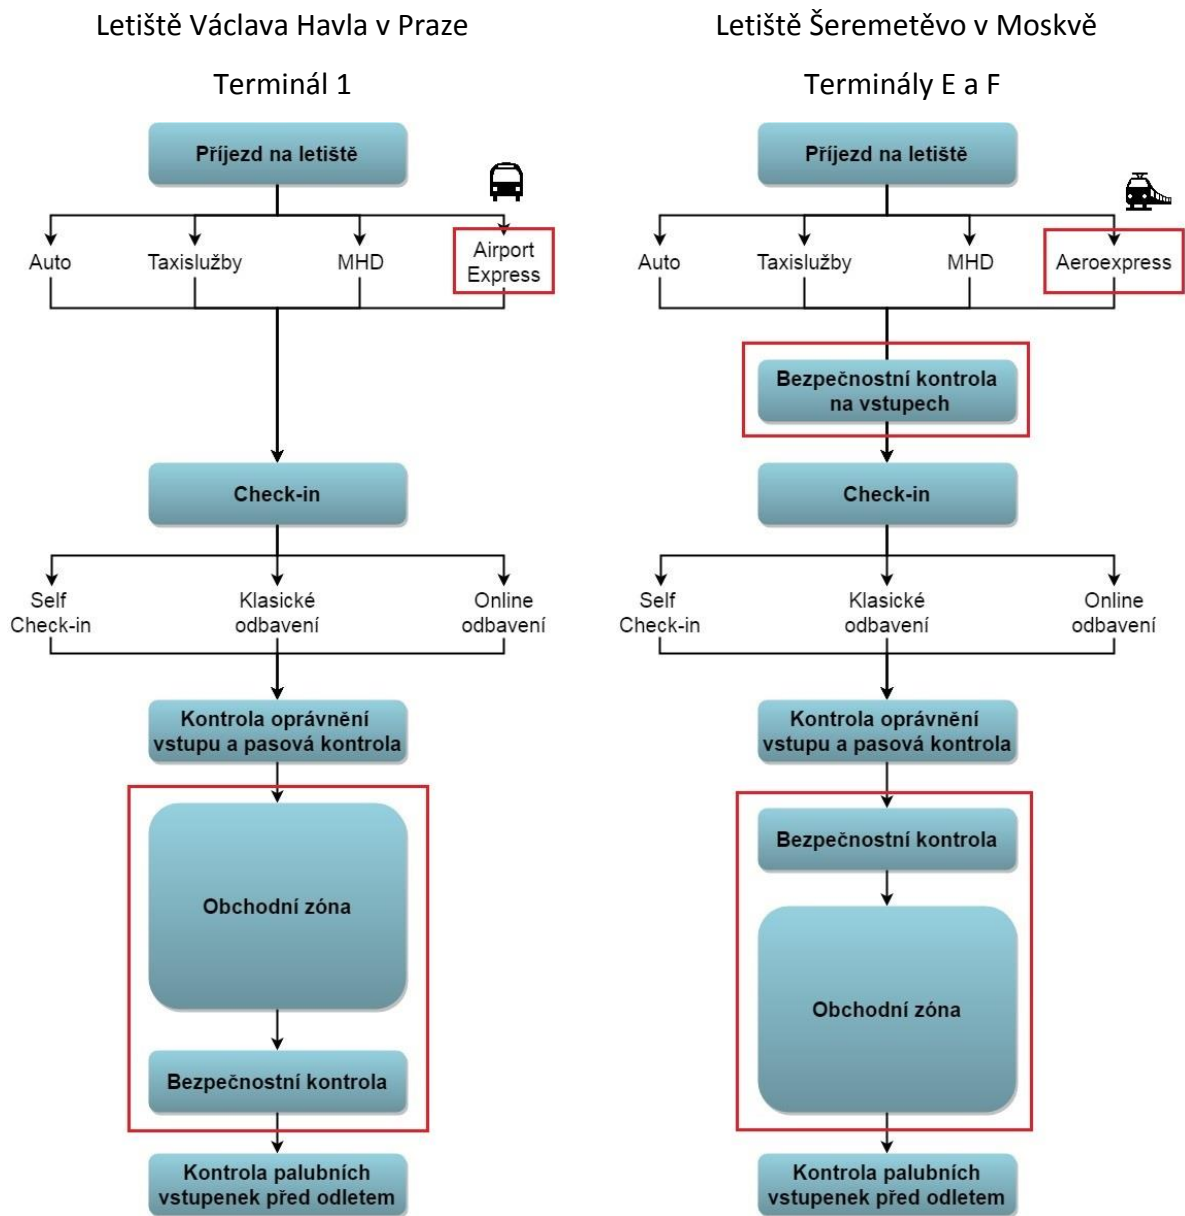 Letiště Václava Havla v Praze
Terminál 1
Příjezd na letiště
Auto
Taxislužby
MHD
Airport
Express
Check-in
Self
Check-in
Klasické
odbavení
Online
odbavení
Kontrola oprávnění
vstupu a pasová kontrola
Obchodní zóna
Bezpečnostní kontrola
Kontrola palubních
vstupenek před odletem
Letiště Šeremetěvo v Moskvě
Terminály E a F
Příjezd na letiště
Auto
Taxislužby
MHD
Aeroexpress
Bezpečnostní kontrola
na vstupech
Check-in
Self
Check-in
Klasické
odbavení
Online
odbavení
Kontrola oprávnění
vstupu a pasová kontrola
Bezpečnostní kontrola
Obchodní zóna
Kontrola palubních
vstupenek před odletem